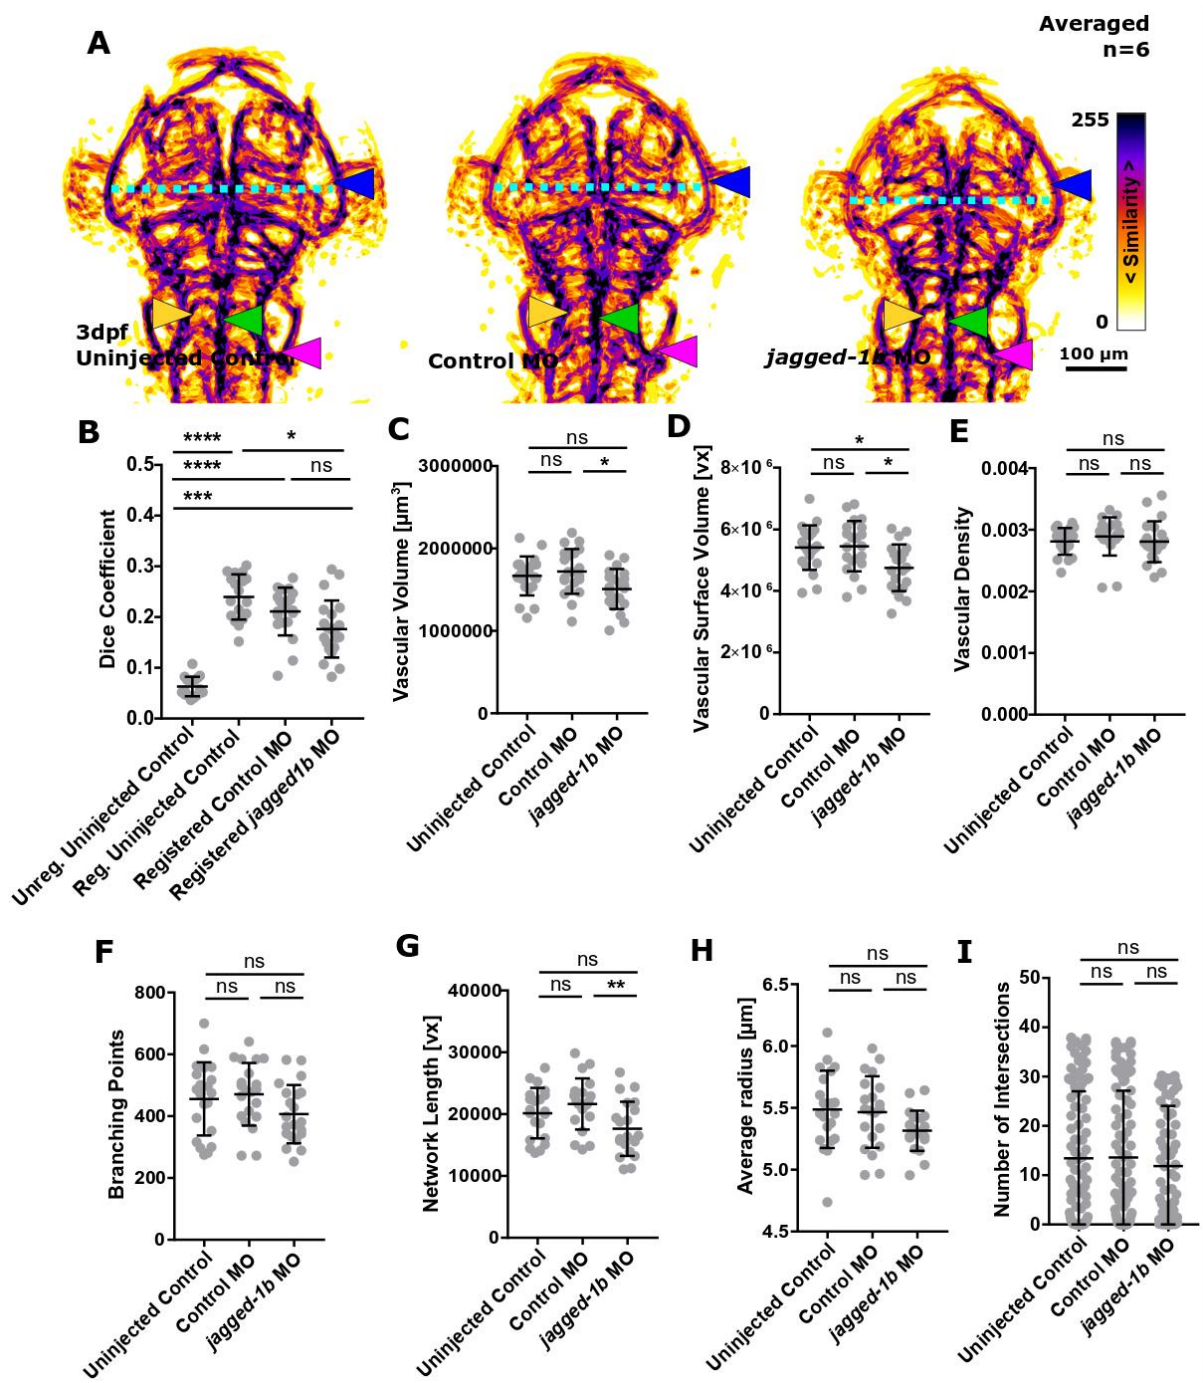 A
Averaged
n=6
255
< Similarity >
0
100 µm
3dpf
Uninjected Control
Control MO
jagged-1b MO
B
****
*
****
ns
***
Dice Coefficient
0.5
0.4
0.3
0.2
0.1
0.0
Unreg. Uninjected Control
Reg. Uninjected Control
Registered Control MO
Registered jagged1b MO
C
ns
ns
*
Vascular Volume [µm³]
3000000
2000000
1000000
0
Uninjected Control
Control MO
jagged-1b MO
D
*
ns
*
Vascular Surface Volume [vx]
8×10 6
6×10 6
4×10 6
2×10 6
0
Uninjected Control
Control MO
jagged-1b MO
E
ns
ns
ns
Vascular Density
0.004
0.003
0.002
0.001
0.000
Uninjected Control
Control MO
jagged-1b MO
F
ns
ns
ns
Branching Points
800
600
400
200
0
Uninjected Control
Control MO
jagged-1b MO
G
ns
ns
**
Network Length [vx]
40000
30000
20000
10000
0
Uninjected Control
Control MO
jagged-1b MO
H
ns
ns
ns
Average radius [µm]
6.5
6.0
5.5
5.0
4.5
Uninjected Control
Control MO
jagged-1b MO
I
ns
ns
ns
Number of Intersections
50
40
30
20
10
0
Uninjected Control
Control MO
jagged-1b MO